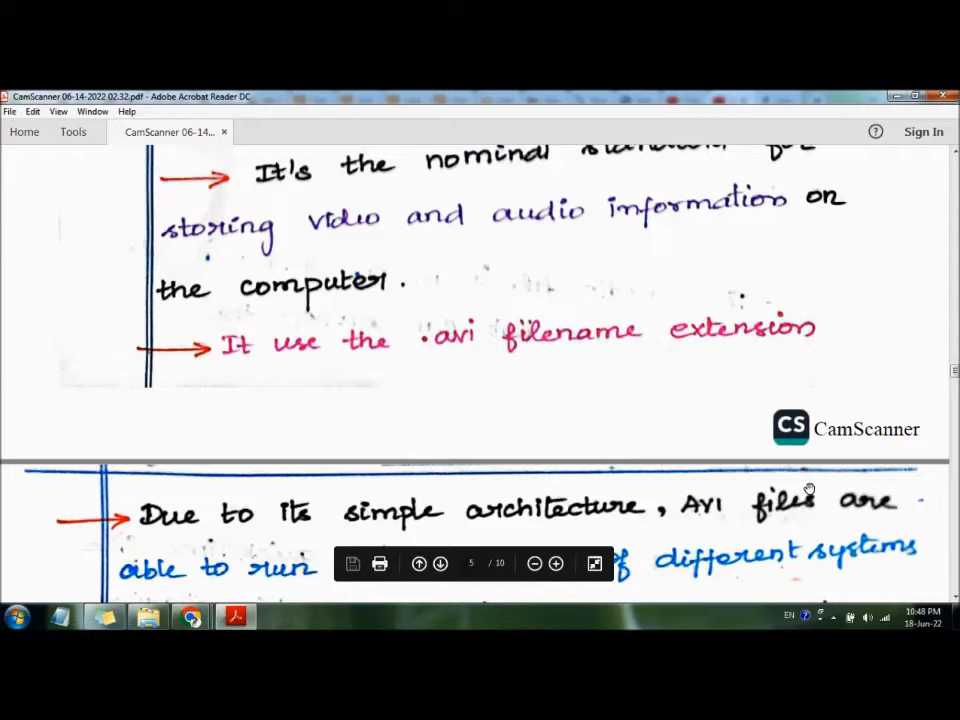 CamScanner 06-14-2022 02.32.pdf - Adobe Acrobat Reader DC
File Edit View Window Help
Home Tools CamScanner 06-14... × ? Sign In
It's the nominal standard for
storing video and audio information on
the computer.
It use the .avi filename extension
CS CamScanner
Due to its simple architecture, AVI files are
able to run of different systems
5 / 10
EN 10:48 PM
18-Jun-22